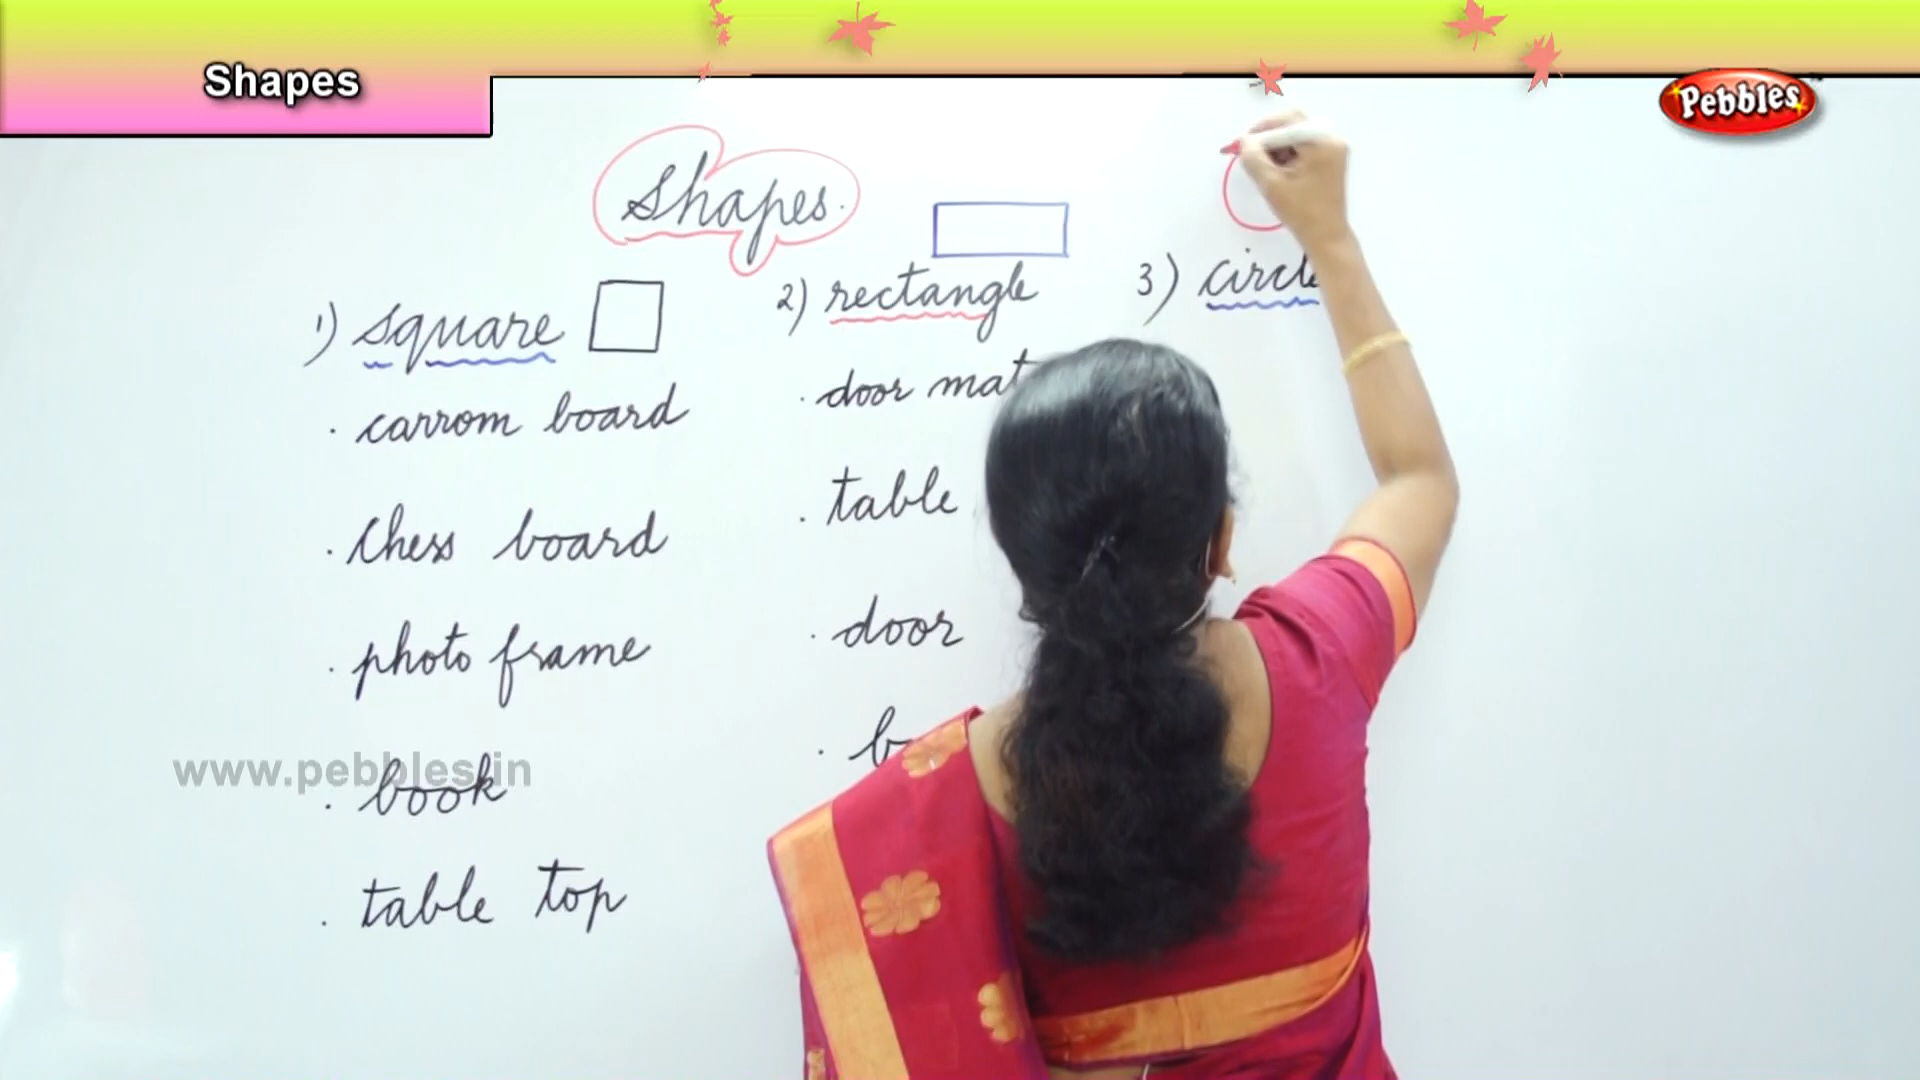 Shapes
Pebbles
Shapes.
1) square
carrom board
chess board
photo frame
www.pebbles.in
book
table top
2) rectangle
door mat
table
door
3) circle